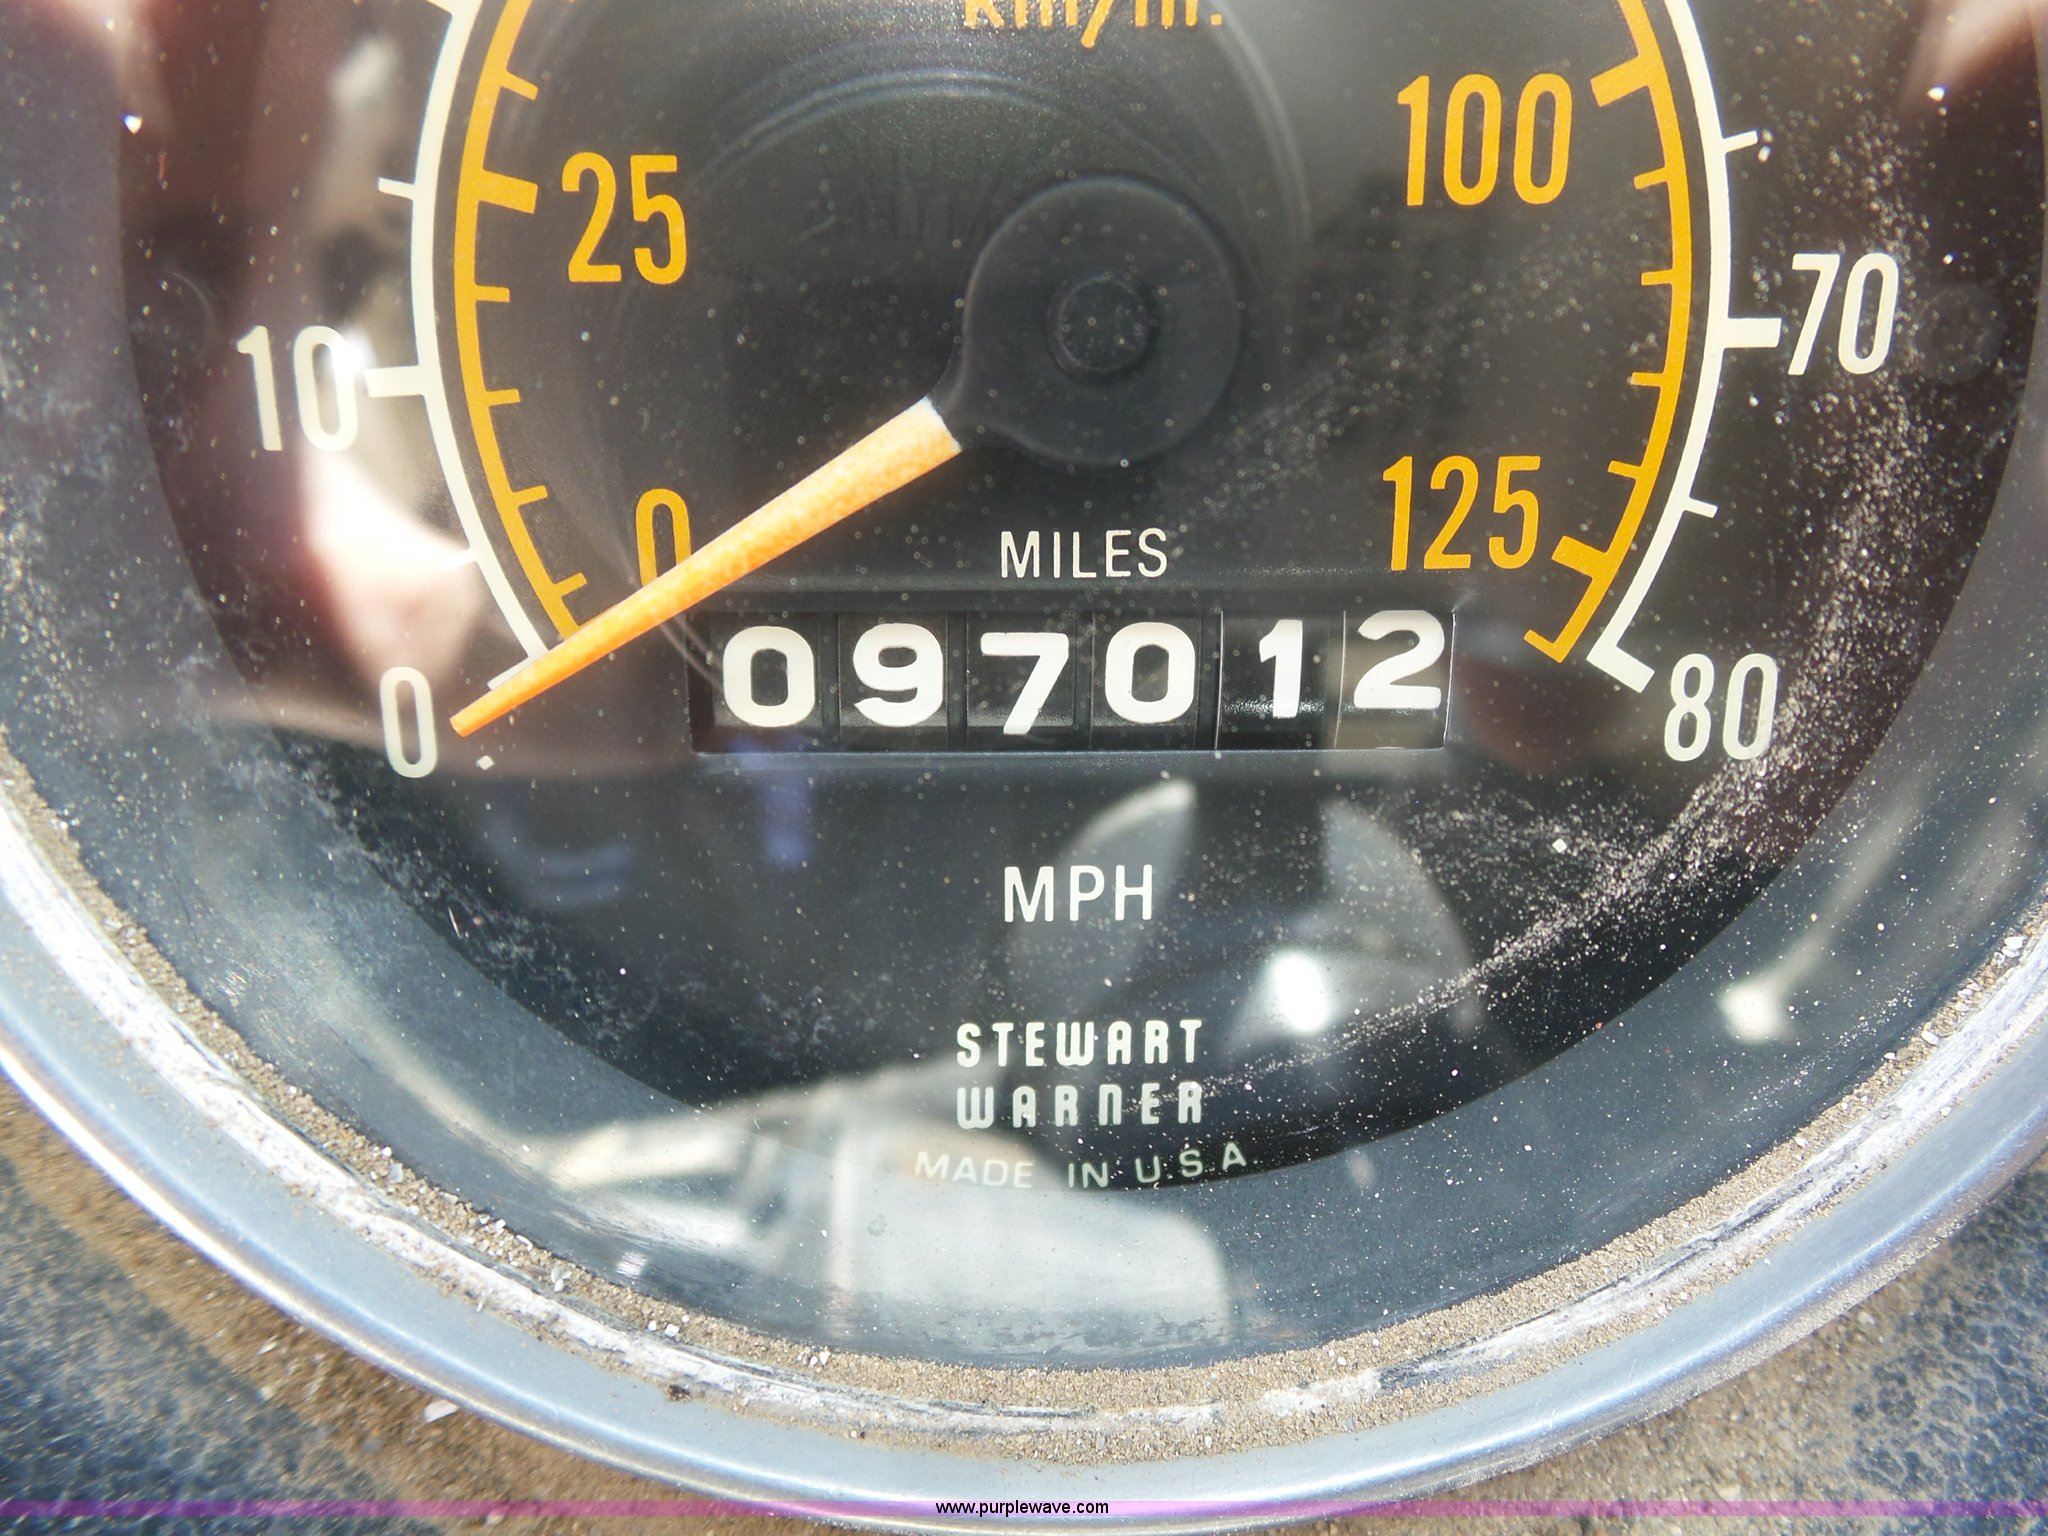 km/hr.
100
25
70
10
125
0
MILES
097012
0
80
MPH
STEWART
WARNER
MADE IN U.S.A.
www.purplewave.com